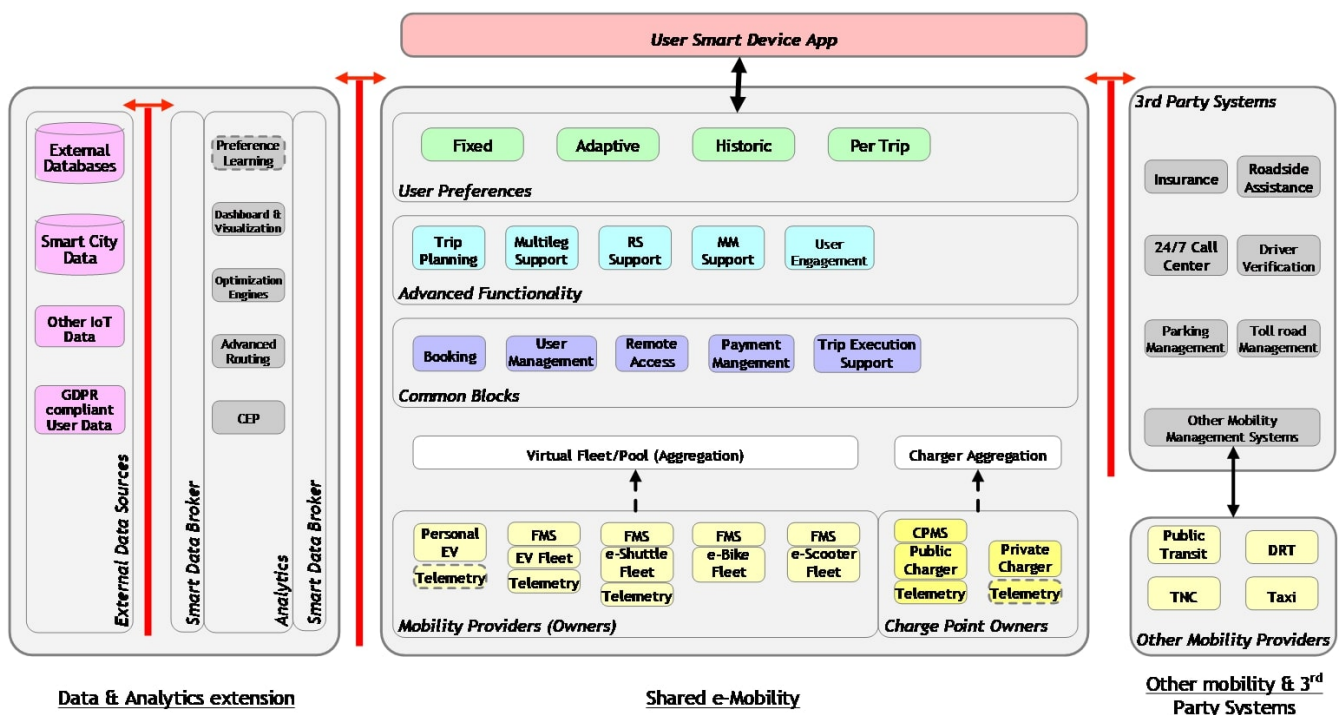 User Smart Device App
External
Databases
Smart City
Data
Other IoT
Data
GDPR
compliant
User Data
External Data Sources
Smart Data Broker
Preference
Learning
Dashboard &
Visualization
Optimization
Engines
Advanced
Routing
CEP
Analytics
Smart Data Broker
Data & Analytics extension
Fixed
Adaptive
Historic
Per Trip
User Preferences
Trip
Planning
Multileg
Support
RS
Support
MM
Support
User
Engagement
Advanced Functionality
Booking
User
Management
Remote
Access
Payment
Mangement
Trip Execution
Support
Common Blocks
Virtual Fleet/Pool (Aggregation)
Charger Aggregation
Personal
EV
Telemetry
FMS
EV Fleet
Telemetry
FMS
e-Shuttle
Fleet
Telemetry
FMS
e-Bike
Fleet
FMS
e-Scooter
Fleet
Mobility Providers (Owners)
CPMS
Public
Charger
Telemetry
Private
Charger
Telemetry
Charge Point Owners
Shared e-Mobility
3rd Party Systems
Insurance
Roadside
Assistance
24/7 Call
Center
Driver
Verification
Parking
Management
Toll road
Management
Other Mobility
Management Systems
Public
Transit
DRT
TNC
Taxi
Other Mobility Providers
Other mobility & 3rd
Party Systems